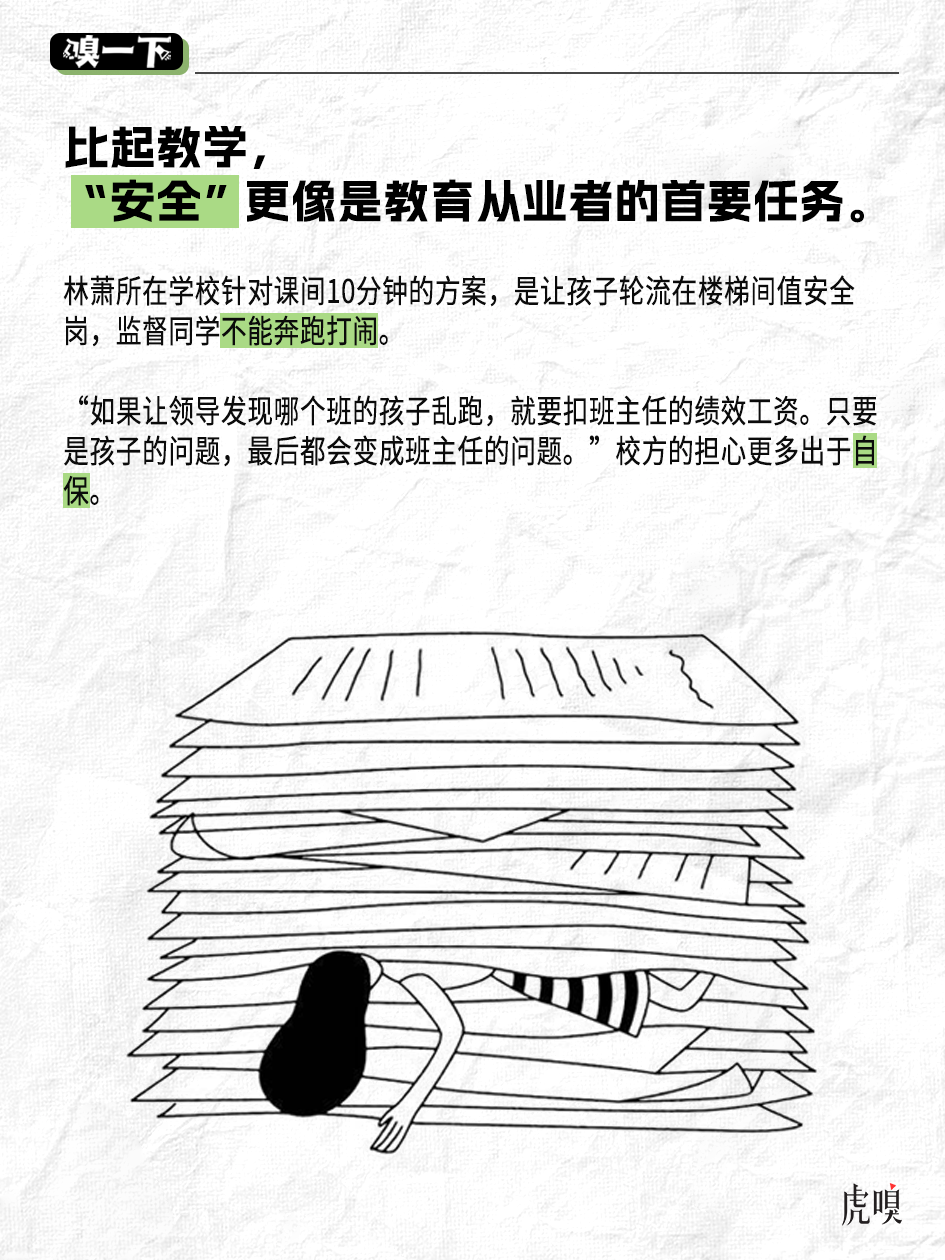 嗅一下
比起教学，
“安全”更像是教育从业者的首要任务。
林萧所在学校针对课间10分钟的方案，是让孩子轮流在楼梯间值安全
岗，监督同学不能奔跑打闹。
“如果让领导发现哪个班的孩子乱跑，就要扣班主任的绩效工资。只要
是孩子的问题，最后都会变成班主任的问题。”校方的担心更多出于自
保。
虎嗅